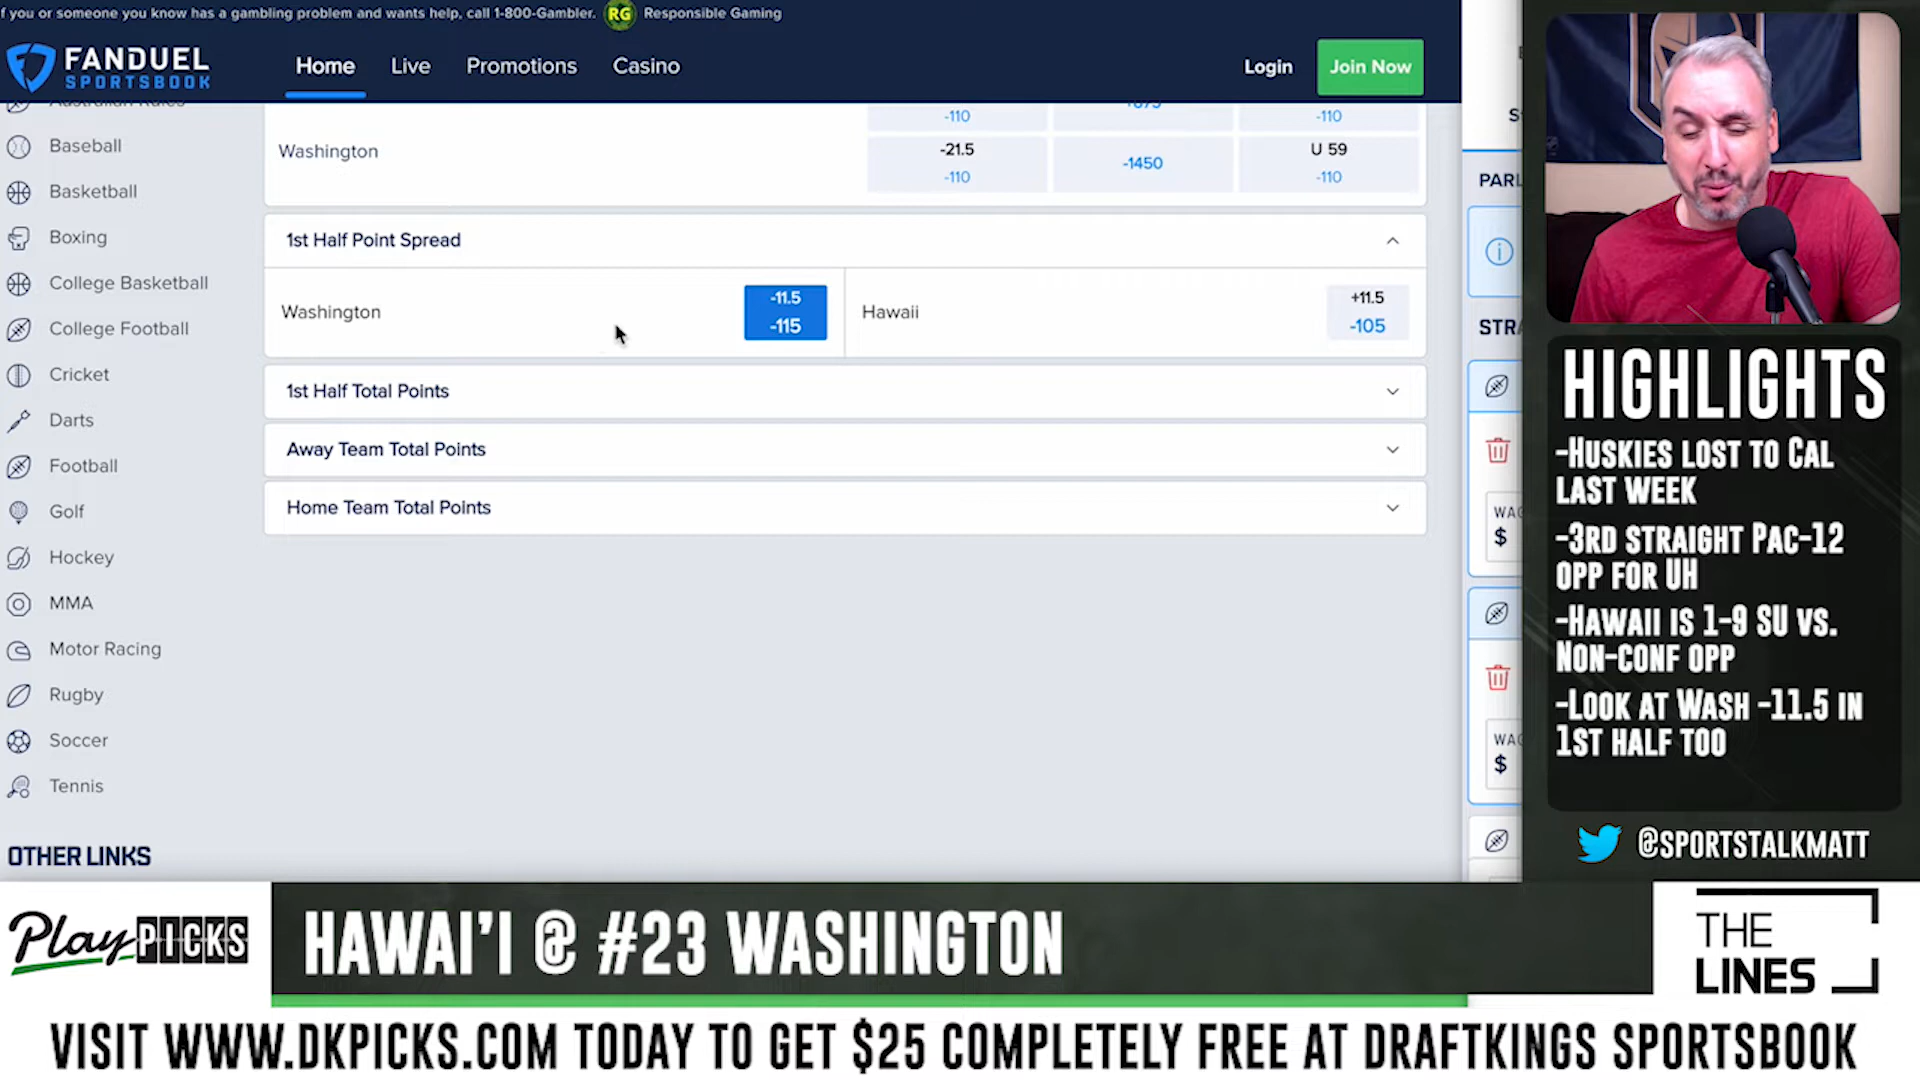 f you or someone you know has a gambling problem and wants help, call 1-800-Gambler. RG Responsible Gaming
FANDUEL
SPORTSBOOK
Home Live Promotions Casino
Login Join Now
Australian Rules
Baseball
Basketball
Boxing
College Basketball
College Football
Cricket
Darts
Football
Golf
Hockey
MMA
Motor Racing
Rugby
Soccer
Tennis
OTHER LINKS
-110 -110
Washington
-21.5 -1450 U 59
-110 -110
1st Half Point Spread
Washington -11.5 Hawaii +11.5
-115 -105
1st Half Total Points
Away Team Total Points
Home Team Total Points
PARL
STRA
WAG
$
WAG
$
HIGHLIGHTS
-HUSKIES LOST TO CAL
LAST WEEK
-3RD STRAIGHT PAC-12
OPP FOR UH
-HAWAII IS 1-9 SU VS.
NON-CONF OPP
-LOOK AT WASH -11.5 IN
1ST HALF TOO
@SPORTSTALKMATT
Play PICKS
HAWAI'I @ #23 WASHINGTON
THE
LINES
VISIT WWW.DKPICKS.COM TODAY TO GET $25 COMPLETELY FREE AT DRAFTKINGS SPORTSBOOK